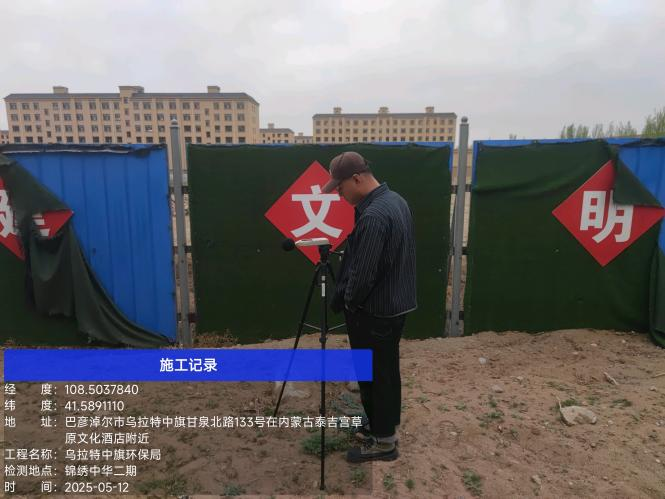 建
文
明
施工记录
经 度：108.5037840
纬 度：41.5891110
地 址：巴彦淖尔市乌拉特中旗甘泉北路133号在内蒙古泰吉宫草
原文化酒店附近
工程名称：乌拉特中旗环保局
检测地点：锦绣中华二期
时 间：2025-05-12